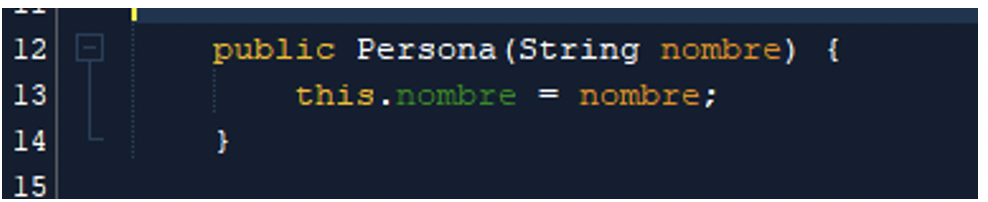 12 public Persona(String nombre) {
13 this.nombre = nombre;
14 }
15